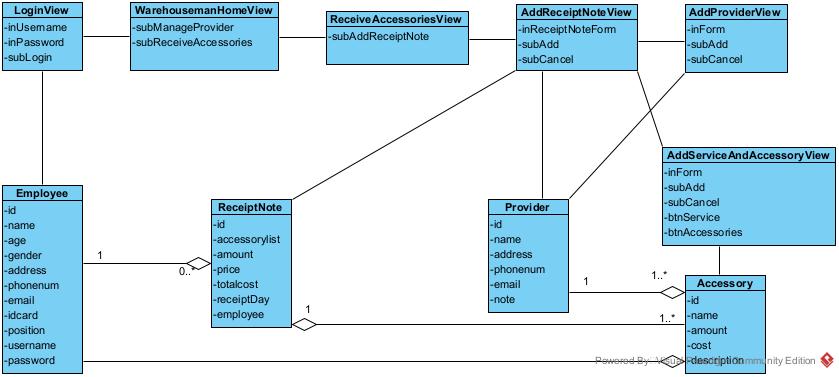 LoginView
-inUsername
-inPassword
-subLogin
WarehousemanHomeView
-subManageProvider
-subReceiveAccessories
ReceiveAccessoriesView
-subAddReceiptNote
AddReceiptNoteView
-inReceiptNoteForm
-subAdd
-subCancel
AddProviderView
-inForm
-subAdd
-subCancel
AddServiceAndAccessoryView
-inForm
-subAdd
-subCancel
-btnService
-btnAccessories
Employee
-id
-name
-age
-gender
-address
-phonenum
-email
-idcard
-position
-username
-password
1
0..*
ReceiptNote
-id
-accessorylist
-amount
-price
-totalcost
-receiptDay
-employee
1
1..*
Provider
-id
-name
-address
-phonenum
-email
-note
1
1..*
Accessory
-id
-name
-amount
-cost
-description
Powered By: Visual Paradigm Community Edition